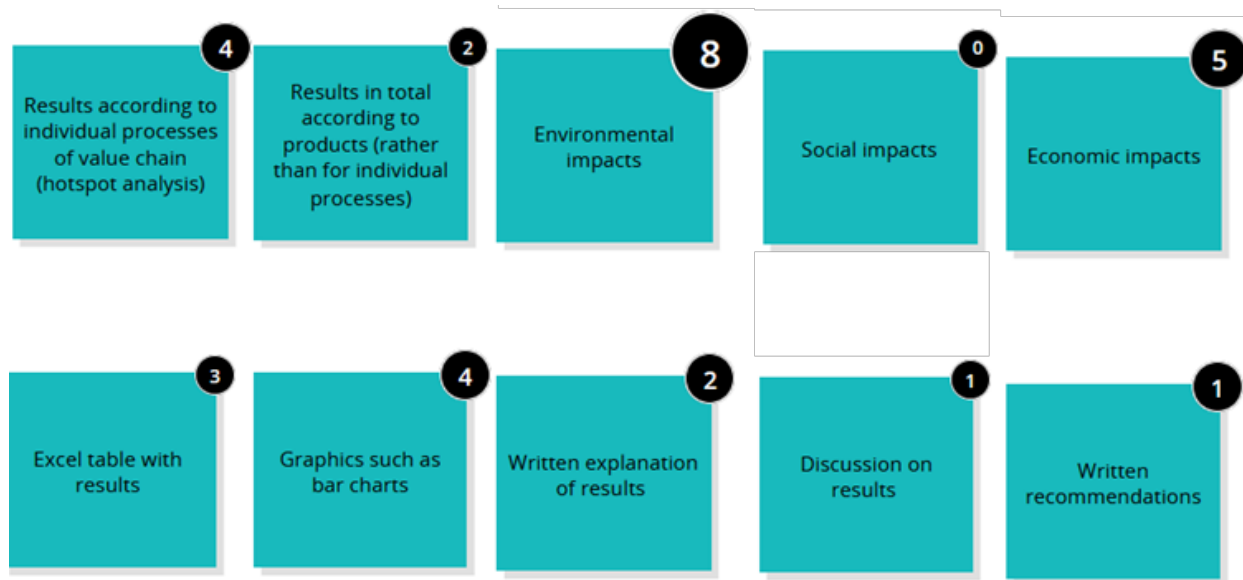 4
Results according to
individual processes
of value chain
(hotspot analysis)
2
Results in total
according to
products (rather
than for individual
processes)
8
Environmental
impacts
0
Social impacts
5
Economic impacts
3
Excel table with
results
4
Graphics such as
bar charts
2
Written explanation
of results
1
Discussion on
results
1
Written
recommendations